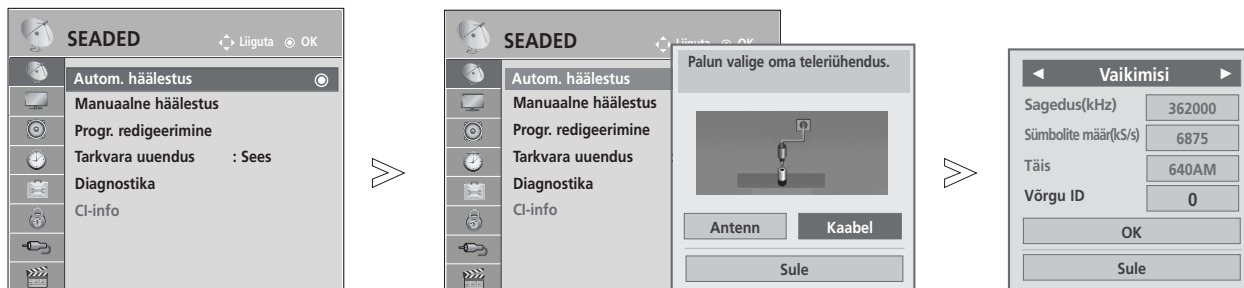 SEADED
Liiguta OK
Autom. häälestus
Manuaalne häälestus
Progr. redigeerimine
Tarkvara uuendus : Sees
Diagnostika
CI-info
SEADED
Liiguta OK
Autom. häälestus
Manuaalne häälestus
Progr. redigeerimine
Tarkvara uuendus :
Diagnostika
CI-info
Palun valige oma teleriühendus.
Antenn Kaabel
Sule
Vaikimisi
Sagedus(kHz) 362000
Sümbolite määr(kS/s) 6875
Täis 640AM
Võrgu ID 0
OK
Sule